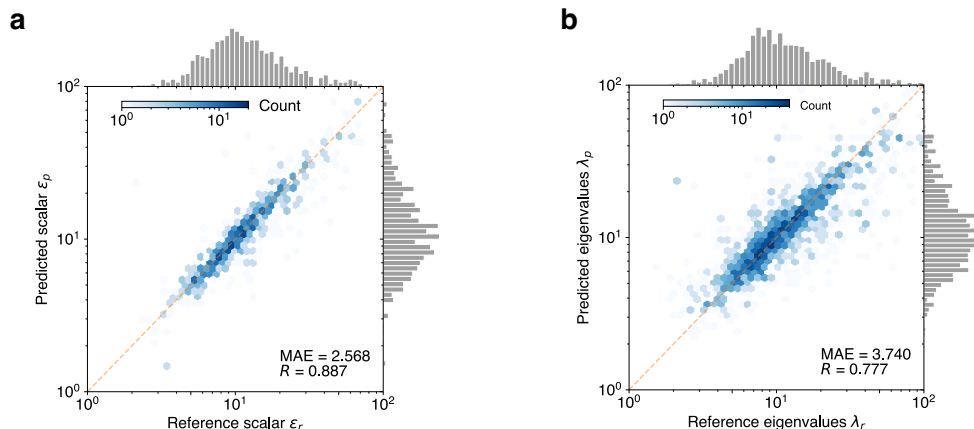 a
10²
Count
10⁰ 10¹
Predicted scalar εₚ
10¹
MAE = 2.568
R = 0.887
10⁰
10⁰ 10¹ 10²
Reference scalar εᵣ
b
10²
Count
10⁰ 10¹
Predicted eigenvalues λₚ
10¹
MAE = 3.740
R = 0.777
10⁰
10⁰ 10¹ 10²
Reference eigenvalues λᵣ